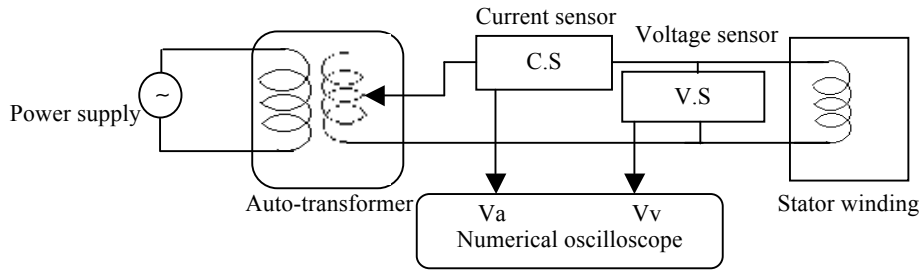 Current sensor
Voltage sensor
C.S
V.S
~
Power supply
Auto-transformer
Va
Vv
Numerical oscilloscope
Stator winding